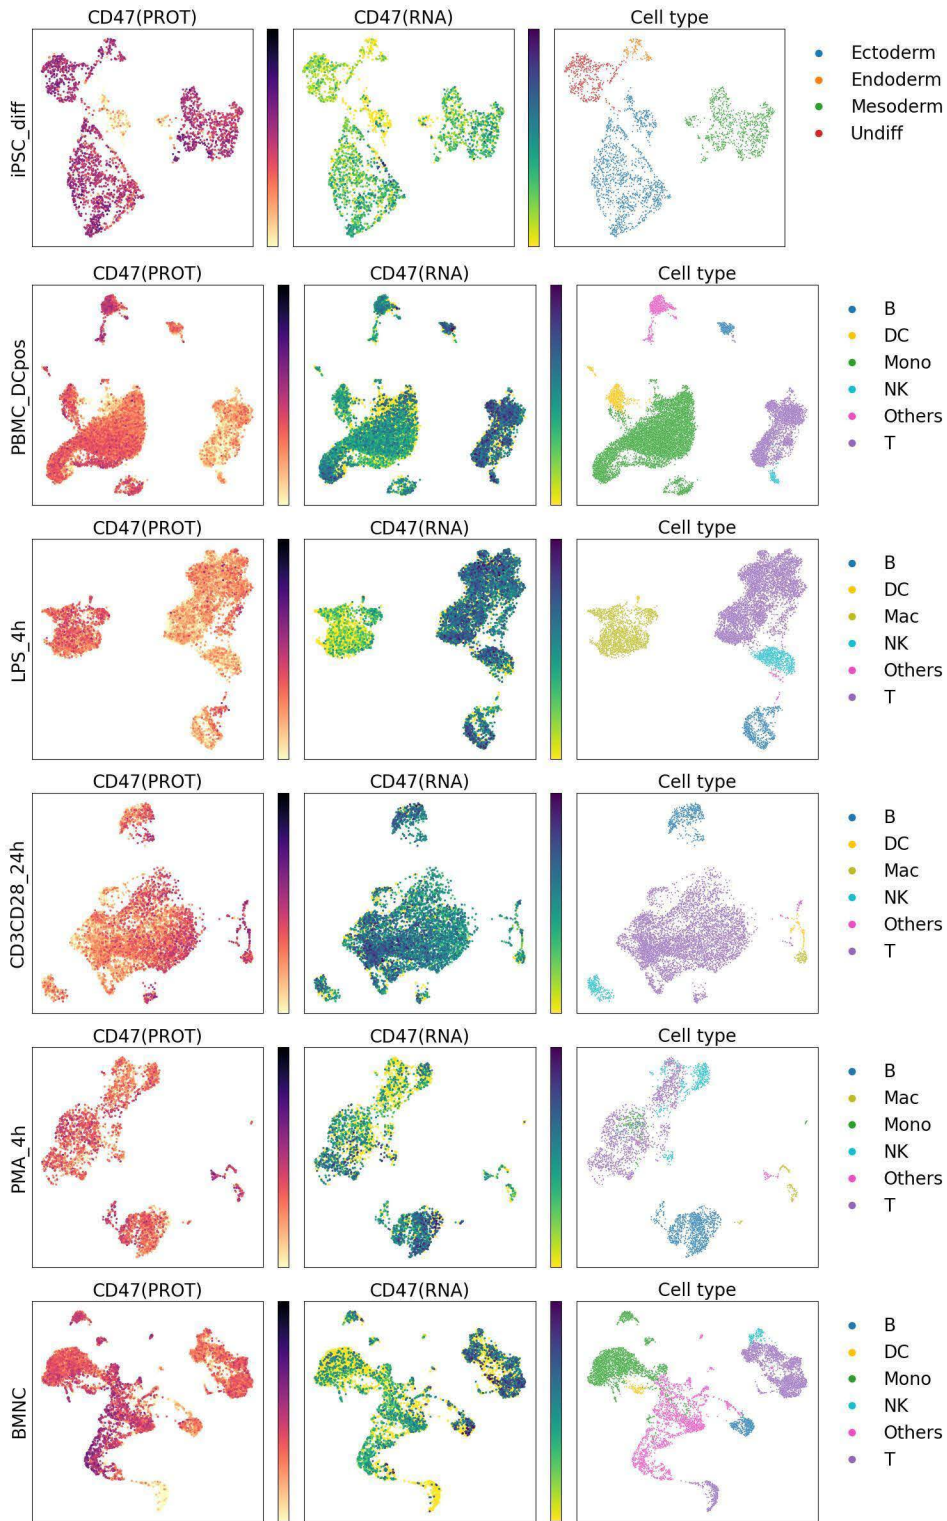 CD47(PROT) CD47(RNA) Cell type
iPSC_diff
Ectoderm
Endoderm
Mesoderm
Undiff
CD47(PROT) CD47(RNA) Cell type
PBMC_DCpos
B
DC
Mono
NK
Others
T
CD47(PROT) CD47(RNA) Cell type
LPS_4h
B
DC
Mac
NK
Others
T
CD47(PROT) CD47(RNA) Cell type
CD3CD28_24h
B
DC
Mac
NK
Others
T
CD47(PROT) CD47(RNA) Cell type
PMA_4h
B
Mac
Mono
NK
Others
T
CD47(PROT) CD47(RNA) Cell type
BMNC
B
DC
Mono
NK
Others
T